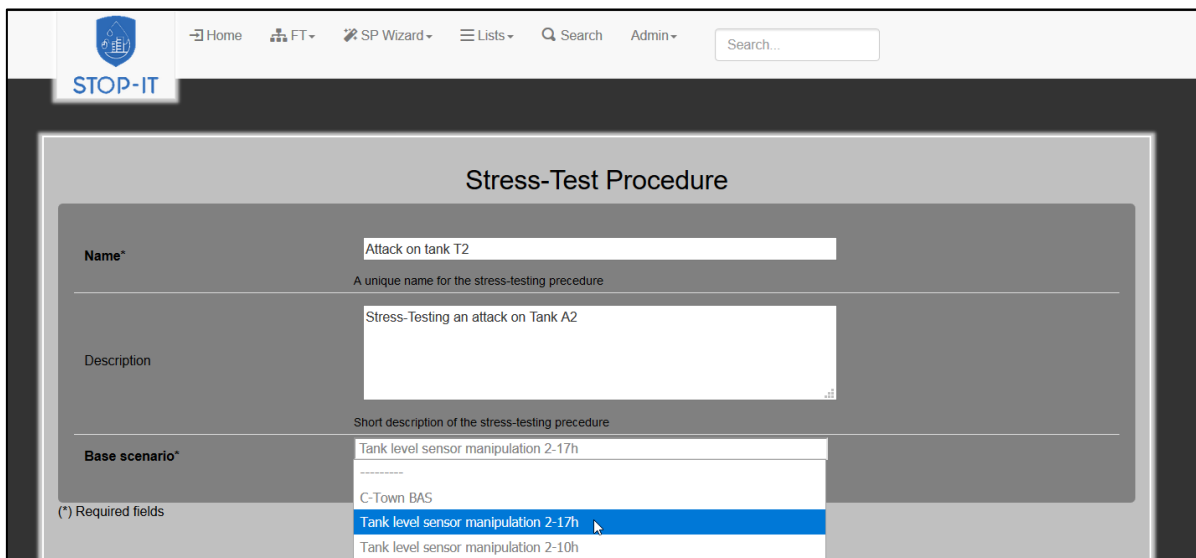 Home FT SP Wizard Lists Search Admin Search...
STOP-IT
Stress-Test Procedure
Name* Attack on tank T2
A unique name for the stress-testing precedure
Stress-Testing an attack on Tank A2
Description
Short description of the stress-testing precedure
Base scenario* Tank level sensor manipulation 2-17h
---------
C-Town BAS
(*) Required fields
Tank level sensor manipulation 2-17h
Tank level sensor manipulation 2-10h